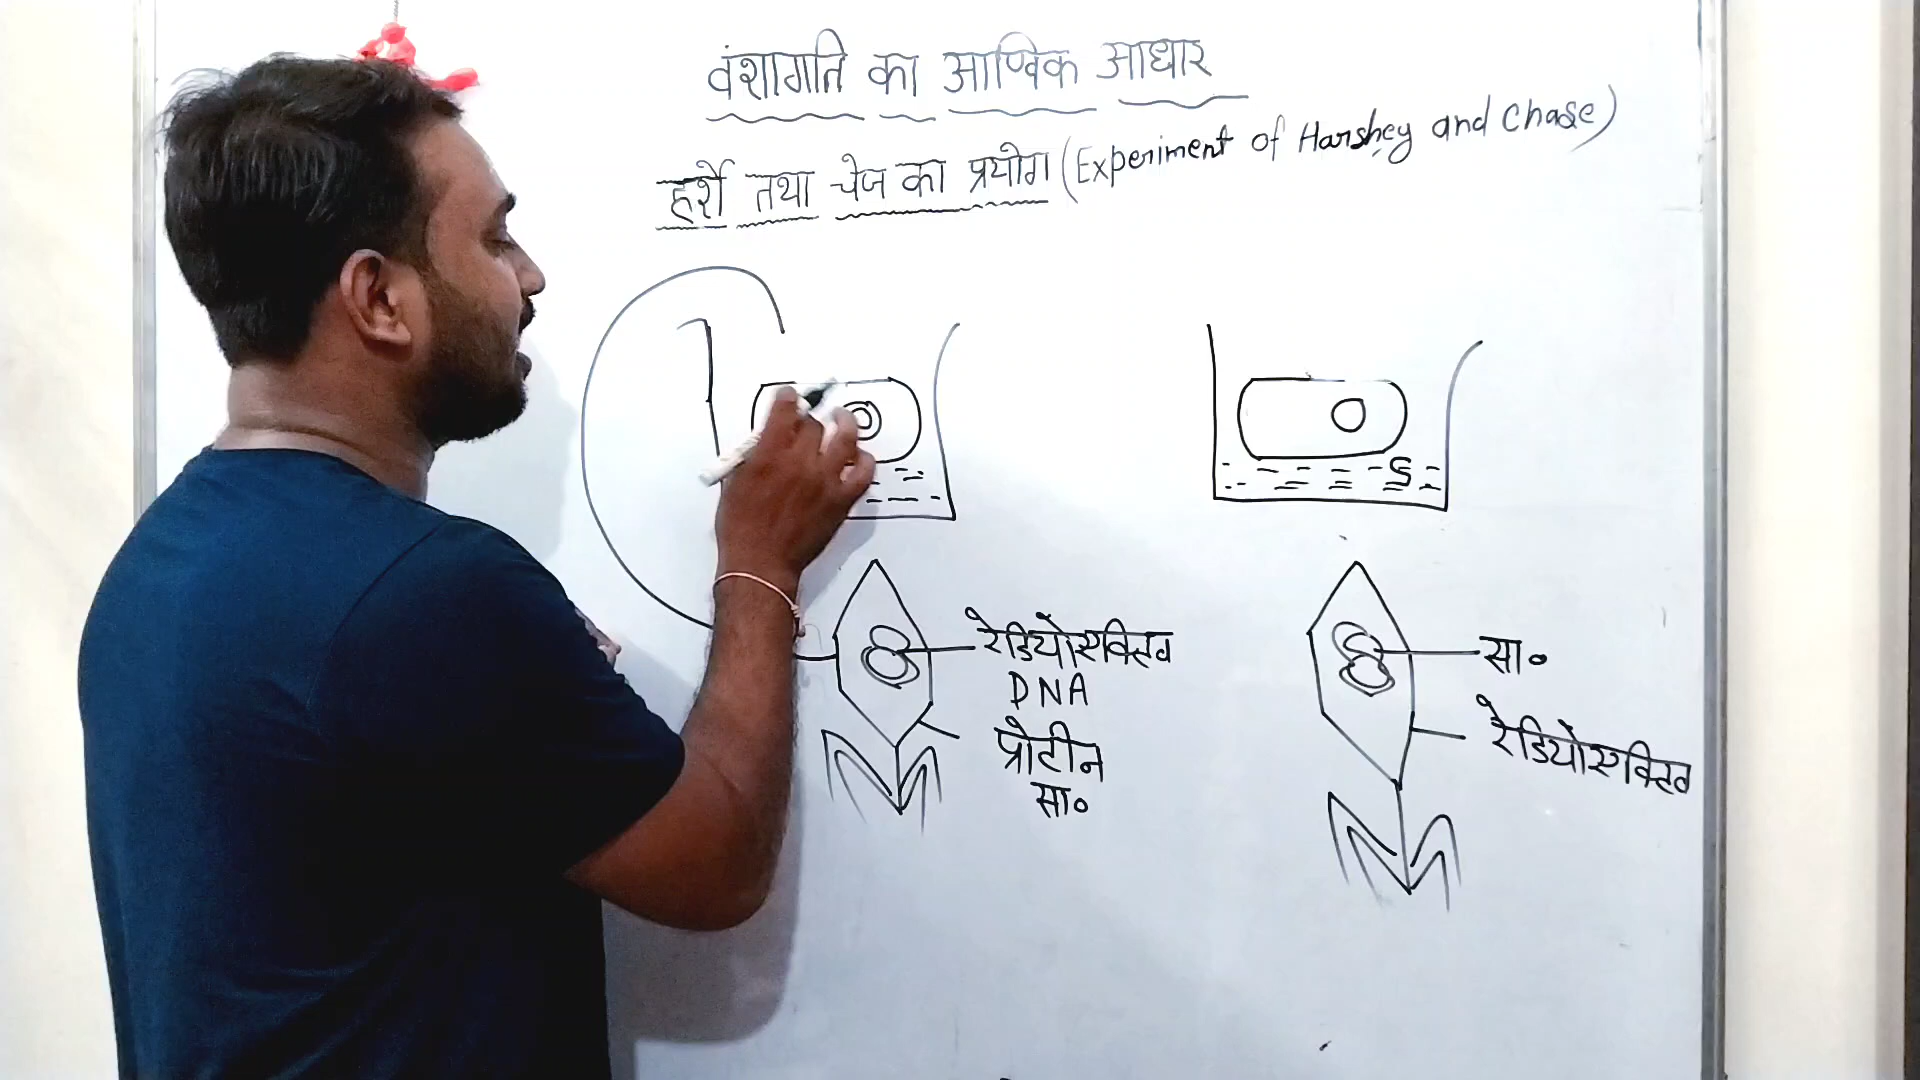 वंशागति का आण्विक आधार
हर्शे तथा चेज का प्रयोग (Experiment of Harshey and Chase)
S
रेडियोएक्टिव
DNA
प्रोटीन
सा०
सा०
रेडियोएक्टिव